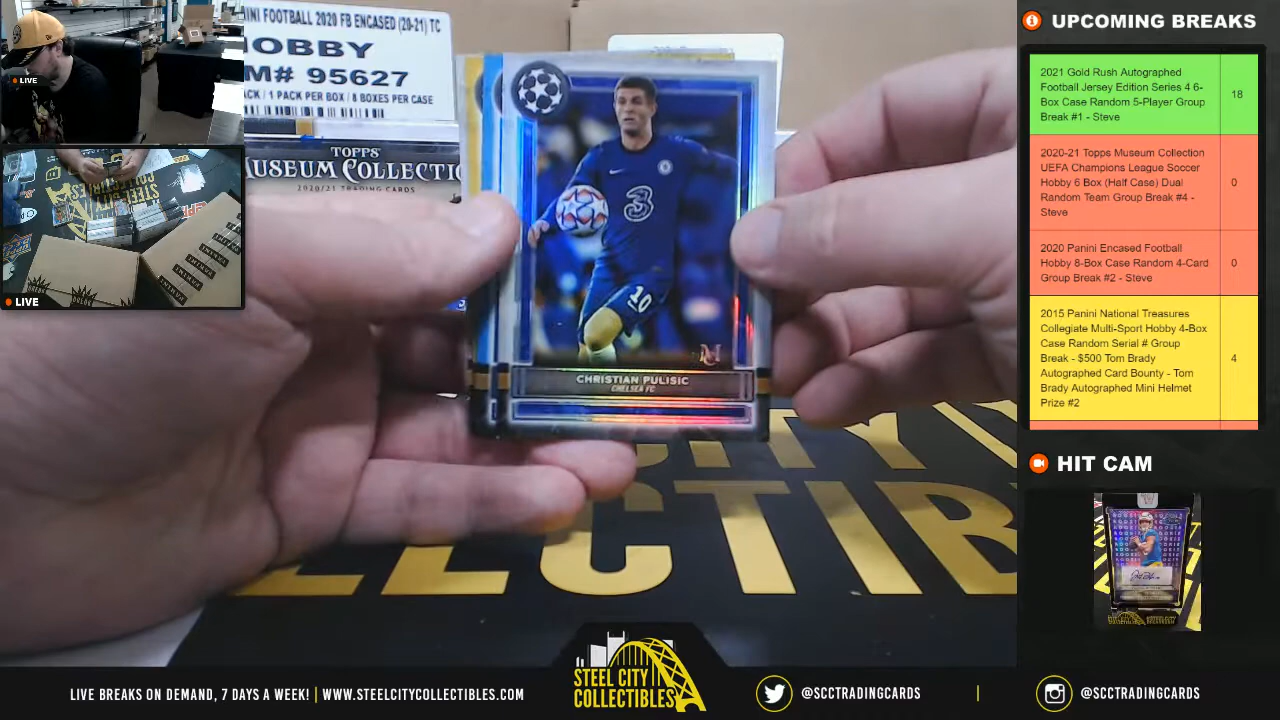 LIVE
LIVE
INI FOOTBALL 2020 FB ENCASED (20-21) TC
HOBBY
M# 95627
ACK / 1 PACK PER BOX / 8 BOXES PER CASE
TOPPS
MUSEUM COLLECTIO
2020/21 TRADING CARDS
3
10
CHRISTIAN PULISIC
CHELSEA FC
STEEL CITY
COLLECTIBLES
UPCOMING BREAKS
2021 Gold Rush Autographed
Football Jersey Edition Series 4 6-
Box Case Random 5-Player Group
Break #1 - Steve
18
2020-21 Topps Museum Collection
UEFA Champions League Soccer
Hobby 6 Box (Half Case) Dual
Random Team Group Break #4 -
Steve
0
2020 Panini Encased Football
Hobby 8-Box Case Random 4-Card
Group Break #2 - Steve
0
2015 Panini National Treasures
Collegiate Multi-Sport Hobby 4-Box
Case Random Serial # Group
Break - $500 Tom Brady
Autographed Card Bounty - Tom
Brady Autographed Mini Helmet
Prize #2
4
HIT CAM
LIVE BREAKS ON DEMAND, 7 DAYS A WEEK! | WWW.STEELCITYCOLLECTIBLES.COM
@SCCTRADINGCARDS
@SCCTRADINGCARDS